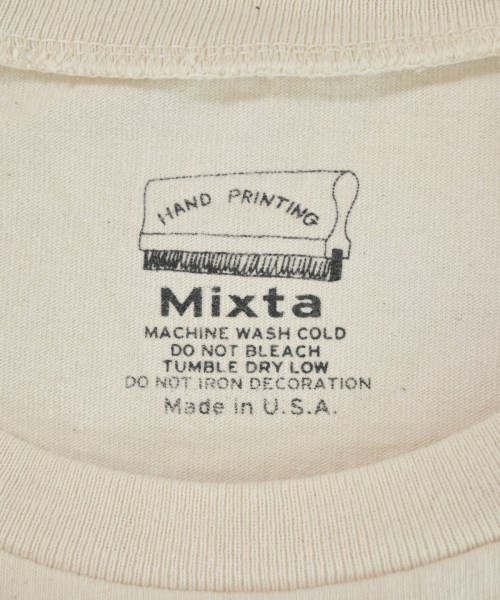 HAND PRINTING
Mixta
MACHINE WASH COLD
DO NOT BLEACH
TUMBLE DRY LOW
DO NOT IRON DECORATION
Made in U.S.A.